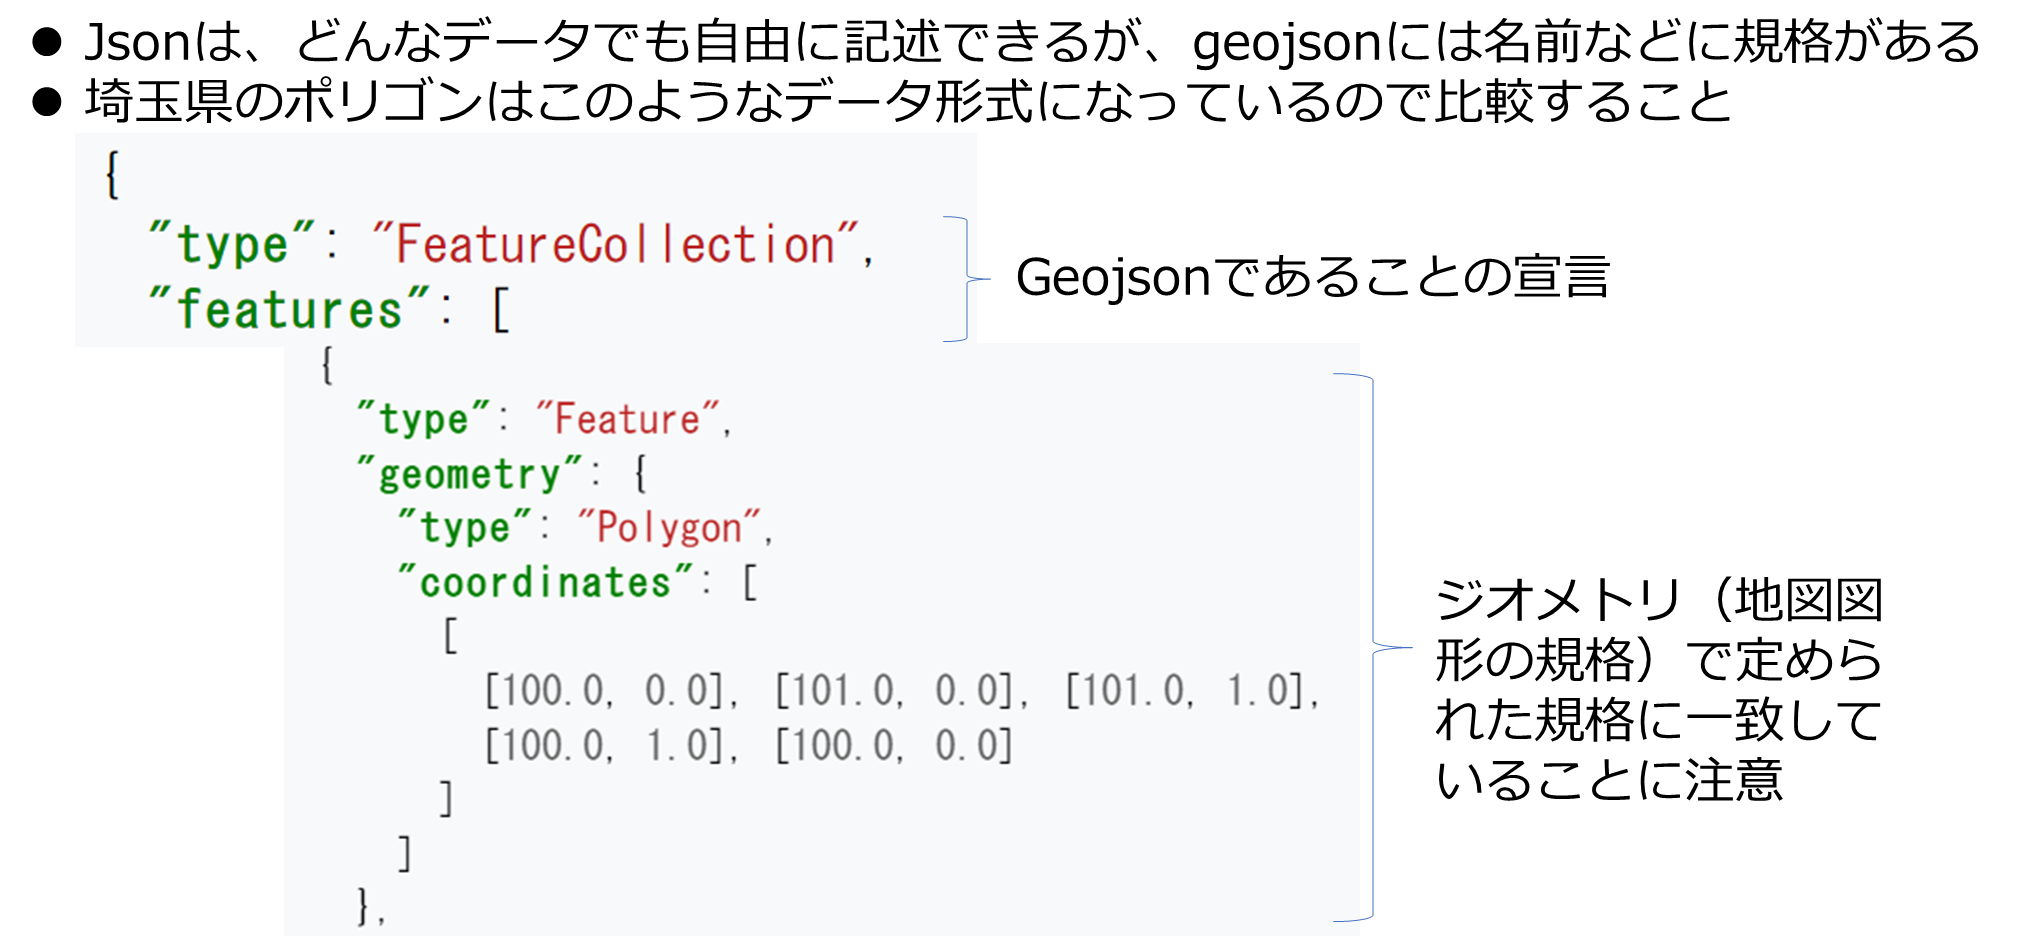 ● Jsonは、どんなデータでも自由に記述できるが、geojsonには名前などに規格がある
● 埼玉県のポリゴンはこのようなデータ形式になっているので比較すること
{
"type": "FeatureCollection",
"features": [
Geojsonであることの宣言
{
"type": "Feature",
"geometry": {
"type": "Polygon",
"coordinates": [
[
[100.0, 0.0], [101.0, 0.0], [101.0, 1.0],
[100.0, 1.0], [100.0, 0.0]
]
]
},
ジオメトリ（地図図
形の規格）で定めら
れた規格に一致して
いることに注意